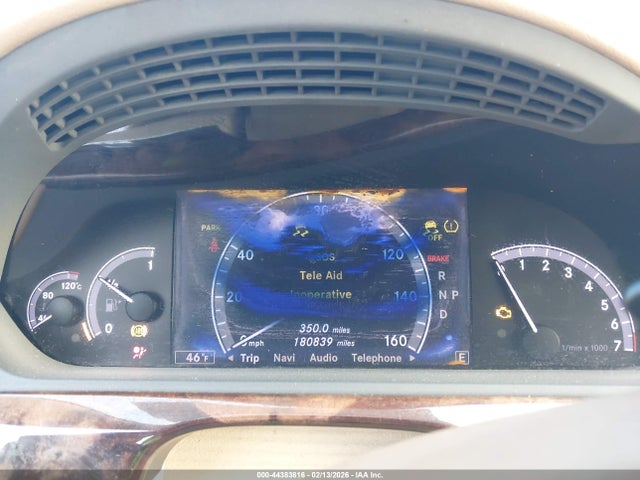 80
PARK
80
120°C
1
40
120
OFF
BRAKE
R
N P
D
Tele Aid
Inoperative
20
140
350.0 miles
180839 miles
mph
160
46°F
Trip Navi Audio Telephone
E
0
1 2 3 4 5 6 7
1/min x 1000
000-44383816 | 02/13/2026 - IAA Inc.